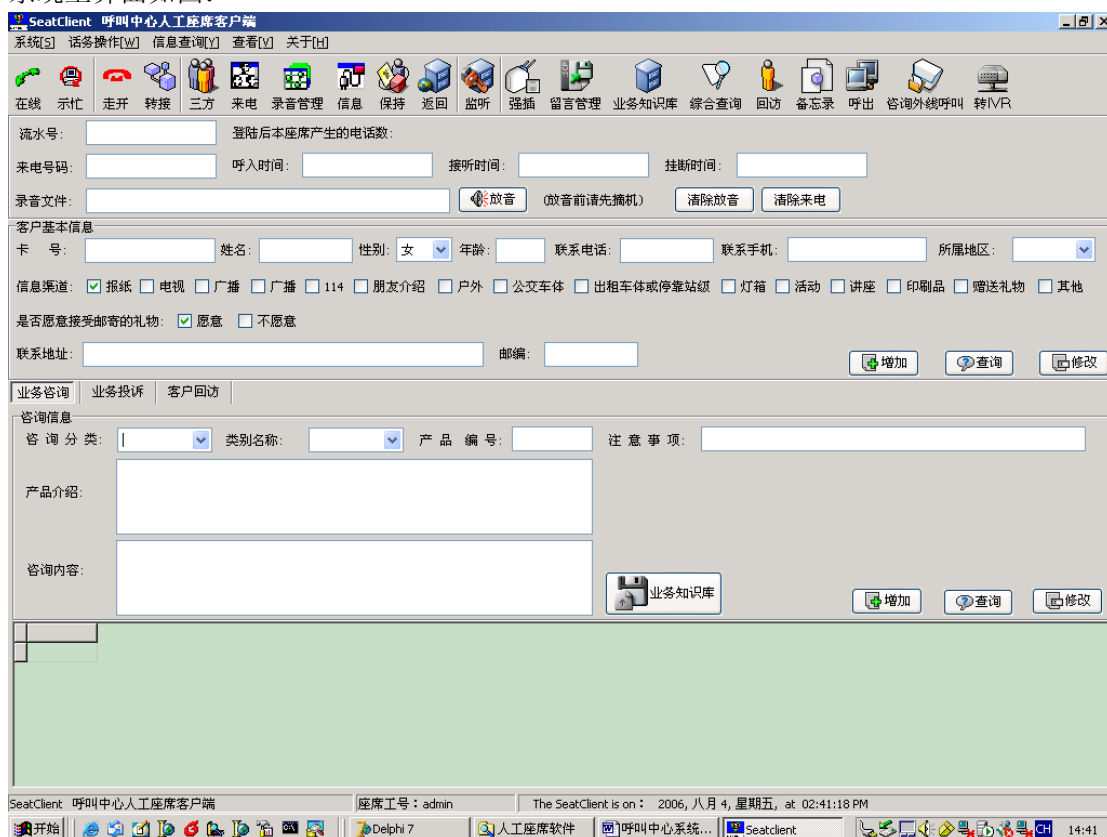 SeatClient 呼叫中心人工座席客户端
系统[S] 话务操作[W] 信息查询[Y] 查看[V] 关于[H]
在线 示忙 走开 转接 三方 来电 录音管理 信息 保持 返回 监听 强插 留言管理 业务知识库 综合查询 回访 备忘录 呼出 咨询外线呼叫 转IVR
流水号: 登陆后本座席产生的电话数:
来电号码: 呼入时间: 接听时间: 挂断时间:
录音文件: 放音 (放音前请先摘机) 清除放音 清除来电
客户基本信息
卡 号: 姓名: 性别: 女 年龄: 联系电话: 联系手机: 所属地区:
信息渠道: 报纸 电视 广播 广播 114 朋友介绍 户外 公交车体 出租车体或停靠站级 灯箱 活动 讲座 印刷品 赠送礼物 其他
是否愿意接受邮寄的礼物: 愿意 不愿意
联系地址: 邮编: 增加 查询 修改
业务咨询 业务投诉 客户回访
咨询信息
咨 询 分 类: 类别名称: 产 品 编 号: 注 意 事 项:
产品介绍:
咨询内容:
业务知识库 增加 查询 修改
SeatClient 呼叫中心人工座席客户端 座席工号：admin The SeatClient is on： 2006, 八月 4, 星期五, at 02:41:18 PM
开始 Delphi 7 人工座席软件 呼叫中心系统... Seatclient CH 14:41